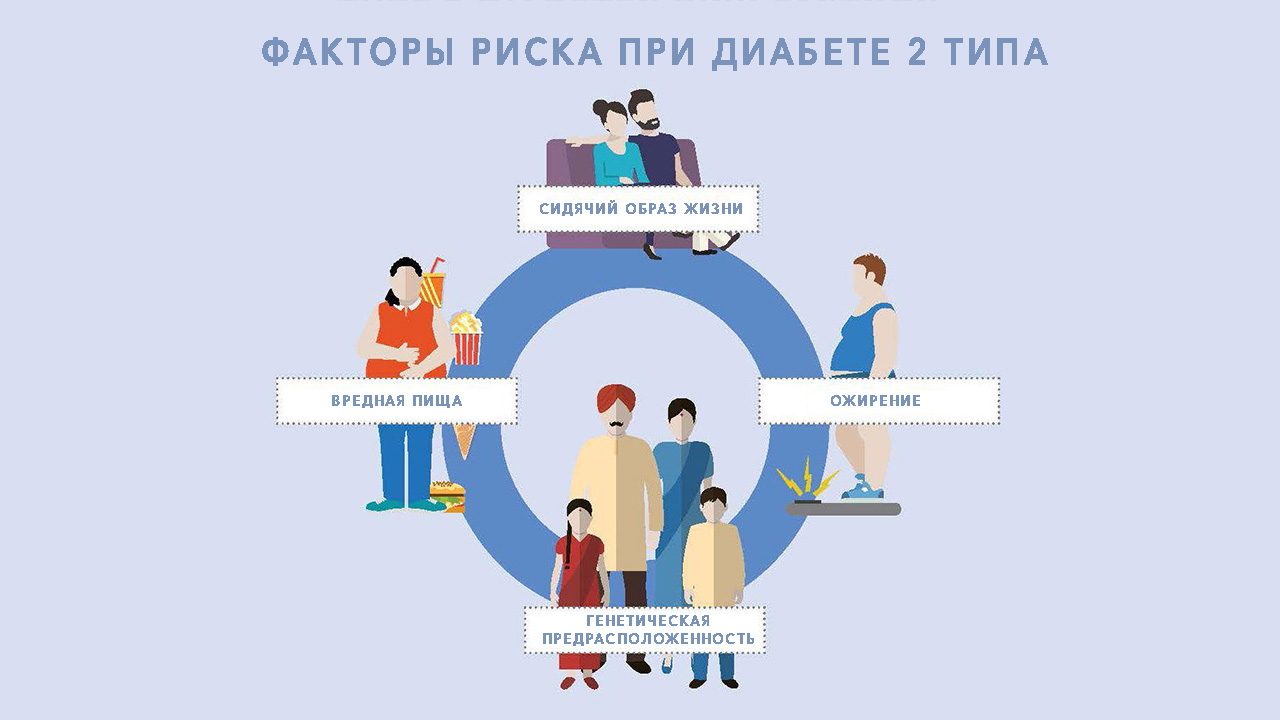 ФАКТОРЫ РИСКА ПРИ ДИАБЕТЕ 2 ТИПА
СИДЯЧИЙ ОБРАЗ ЖИЗНИ
ВРЕДНАЯ ПИЩА
ОЖИРЕНИЕ
ГЕНЕТИЧЕСКАЯ
ПРЕДРАСПОЛОЖЕННОСТЬ